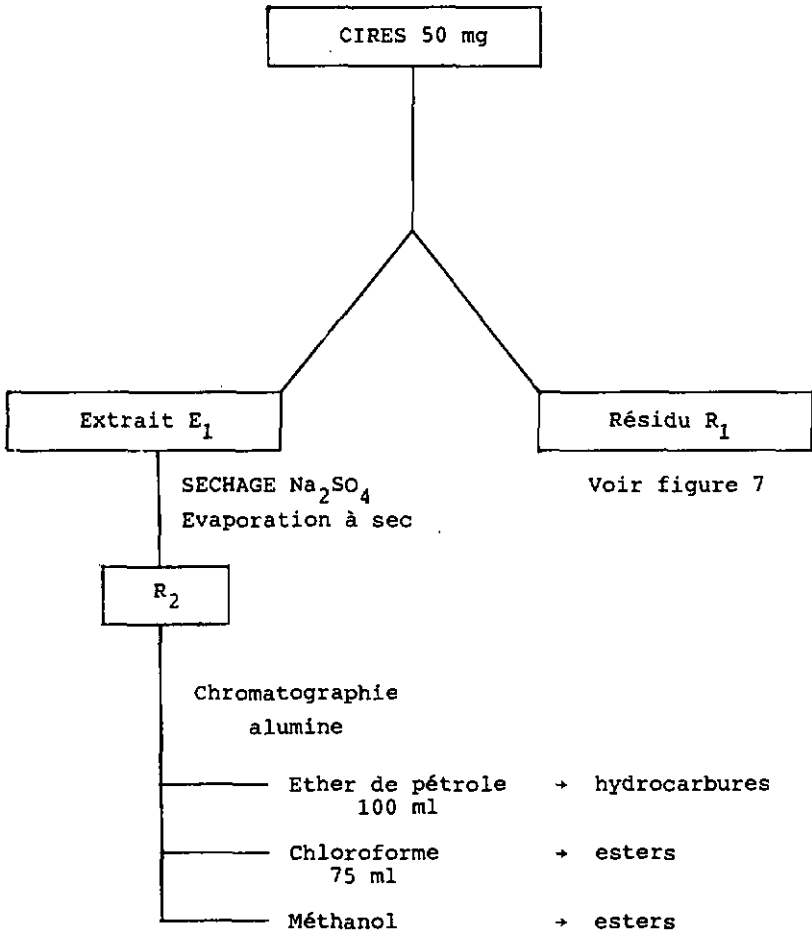 CIRES 50 mg
Extrait E₁
Résidu R₁
SECHAGE Na₂SO₄
Evaporation à sec
Voir figure 7
R₂
Chromatographie
alumine
Ether de pétrole → hydrocarbures
100 ml
Chloroforme → esters
75 ml
Méthanol → esters